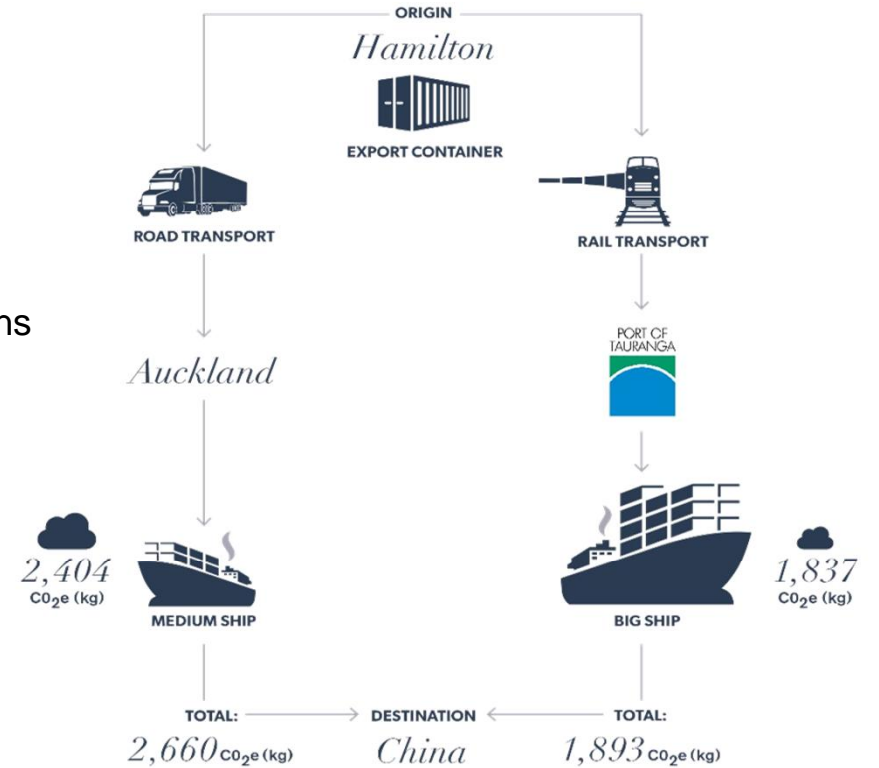 ORIGIN
Hamilton
EXPORT CONTAINER
ROAD TRANSPORT
RAIL TRANSPORT
ns
PORT OF
TAURANGA
Auckland
2,404
C0₂e (kg)
MEDIUM SHIP
1,837
C0₂e (kg)
BIG SHIP
TOTAL:
2,660 C0₂e (kg)
DESTINATION
China
TOTAL:
1,893 C0₂e (kg)